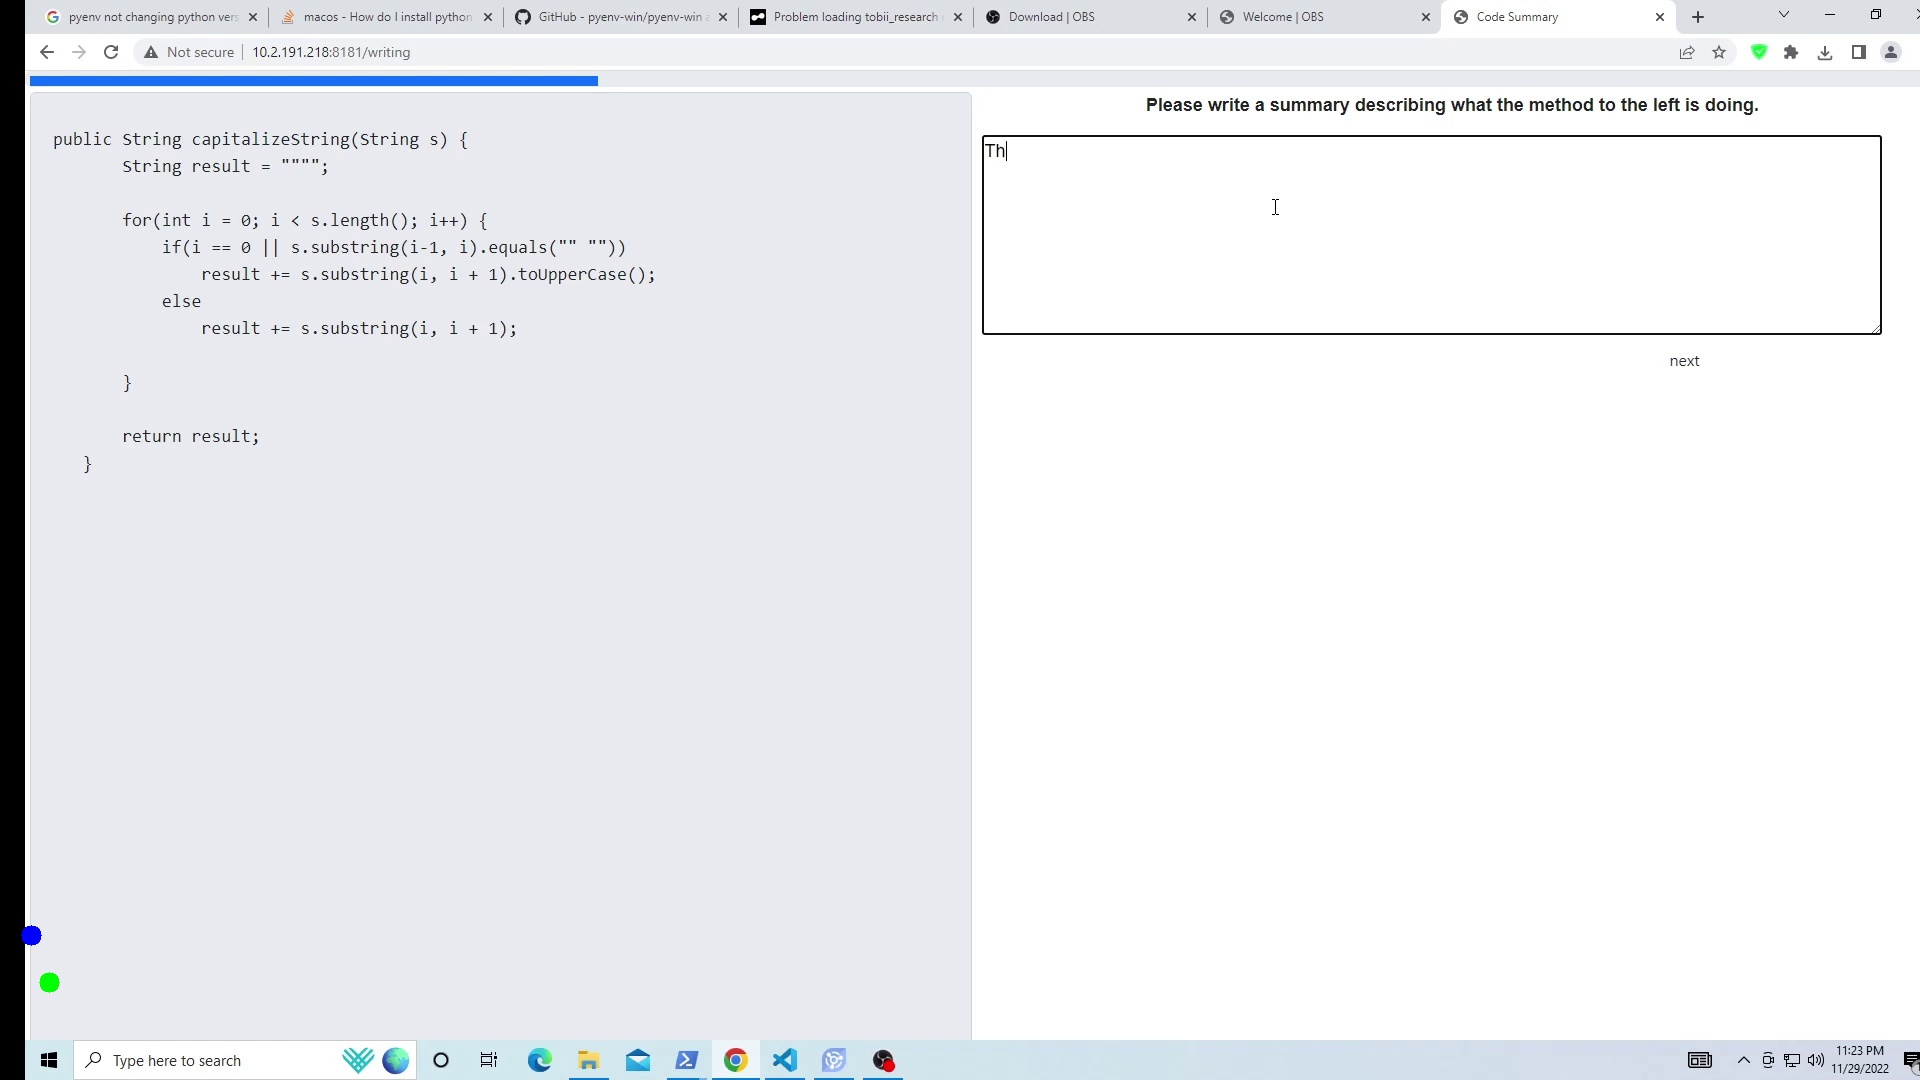 pyenv not changing python vers
macos - How do I install python
GitHub - pyenv-win/pyenv-win
Problem loading tobii_research
Download | OBS
Welcome | OBS
Code Summary
Not secure
10.2.191.218:8181/writing
public String capitalizeString(String s) {
String result = """";
for(int i = 0; i < s.length(); i++) {
if(i == 0 || s.substring(i-1, i).equals("" ""))
result += s.substring(i, i + 1).toUpperCase();
else
result += s.substring(i, i + 1);
}
return result;
}
Please write a summary describing what the method to the left is doing.
Th
next
Type here to search
11:23 PM
11/29/2022